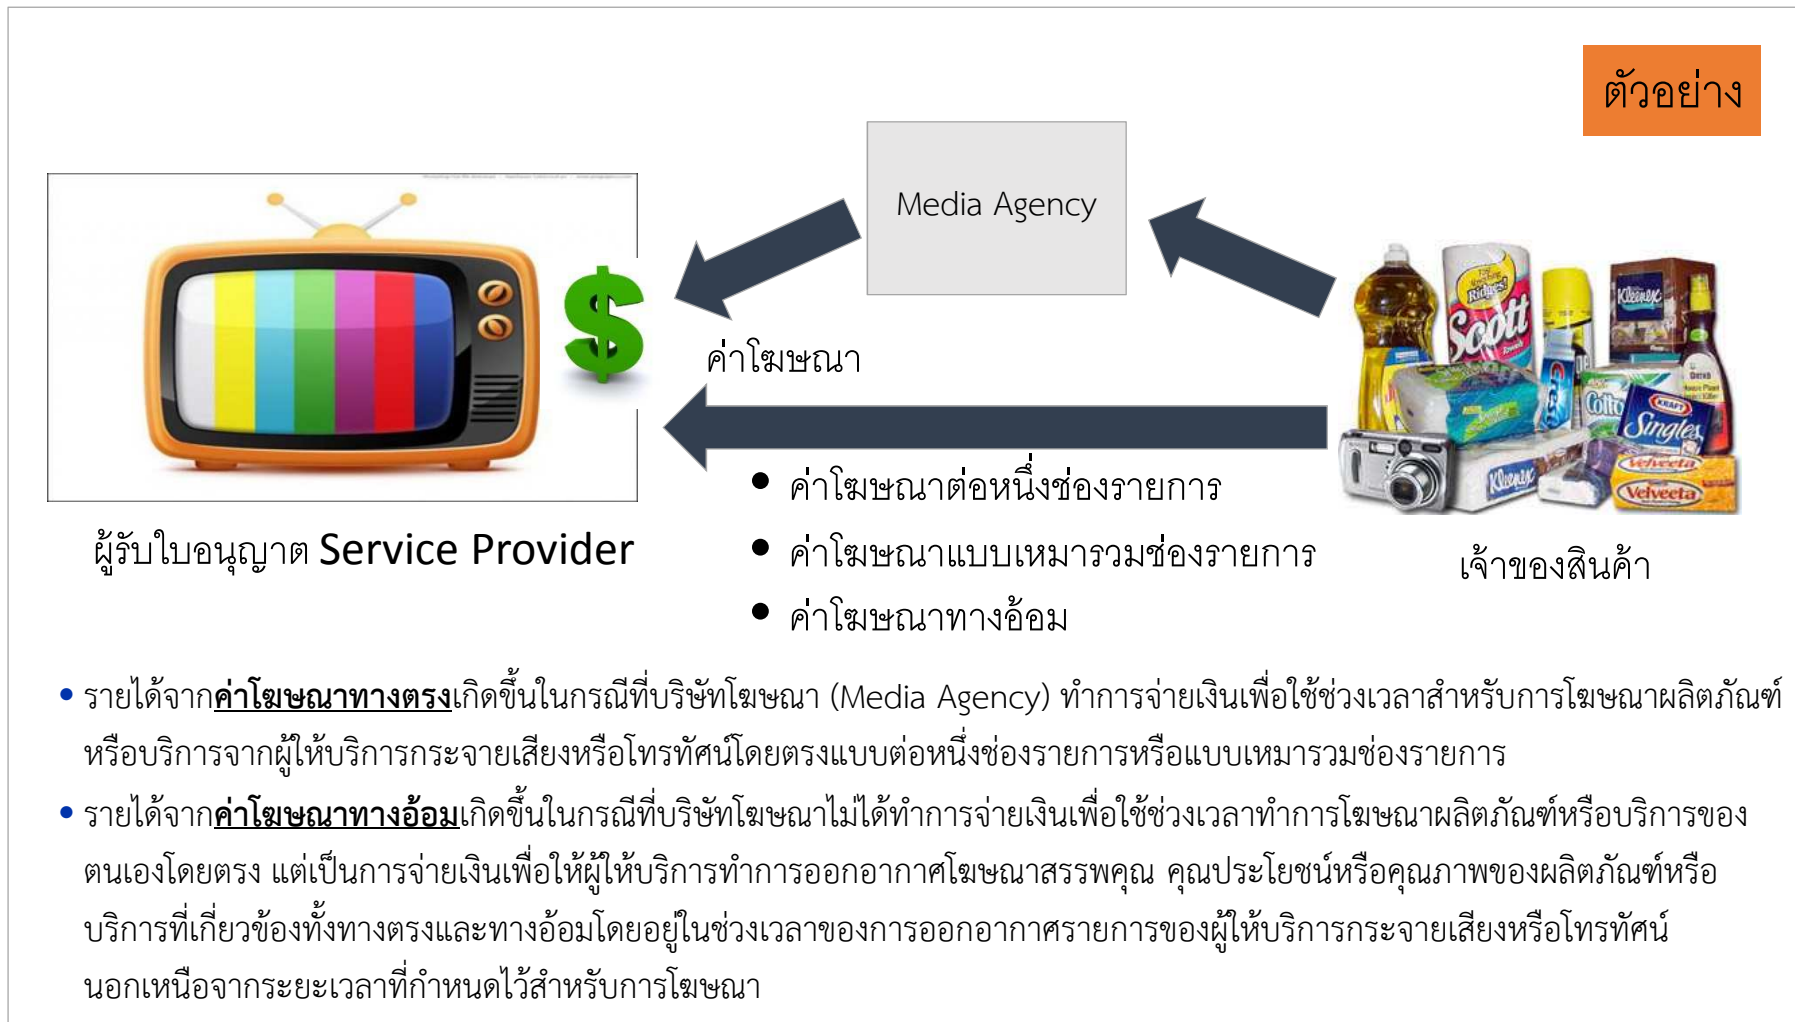 ตัวอย่าง
Media Agency
ค่าโฆษณา
• ค่าโฆษณาต่อหนึ่งช่องรายการ
• ค่าโฆษณาแบบเหมารวมช่องรายการ
• ค่าโฆษณาทางอ้อม
ผู้รับใบอนุญาต Service Provider
Ridges!
Scott
Kleenex
Crest
KRAFT
Singles
Kleenex
Velveeta
Velveeta
เจ้าของสินค้า
• รายได้จากค่าโฆษณาทางตรงเกิดขึ้นในกรณีที่บริษัทโฆษณา (Media Agency) ทำการจ่ายเงินเพื่อใช้ช่วงเวลาสำหรับการโฆษณาผลิตภัณฑ์
หรือบริการจากผู้ให้บริการกระจายเสียงหรือโทรทัศน์โดยตรงแบบต่อหนึ่งช่องรายการหรือแบบเหมารวมช่องรายการ
• รายได้จากค่าโฆษณาทางอ้อมเกิดขึ้นในกรณีที่บริษัทโฆษณาไม่ได้ทำการจ่ายเงินเพื่อใช้ช่วงเวลาทำการโฆษณาผลิตภัณฑ์หรือบริการของ
ตนเองโดยตรง แต่เป็นการจ่ายเงินเพื่อให้ผู้ให้บริการทำการออกอากาศโฆษณาสรรพคุณ คุณประโยชน์หรือคุณภาพของผลิตภัณฑ์หรือ
บริการที่เกี่ยวข้องทั้งทางตรงและทางอ้อมโดยอยู่ในช่วงเวลาของการออกอากาศรายการของผู้ให้บริการกระจายเสียงหรือโทรทัศน์
นอกเหนือจากระยะเวลาที่กำหนดไว้สำหรับการโฆษณา